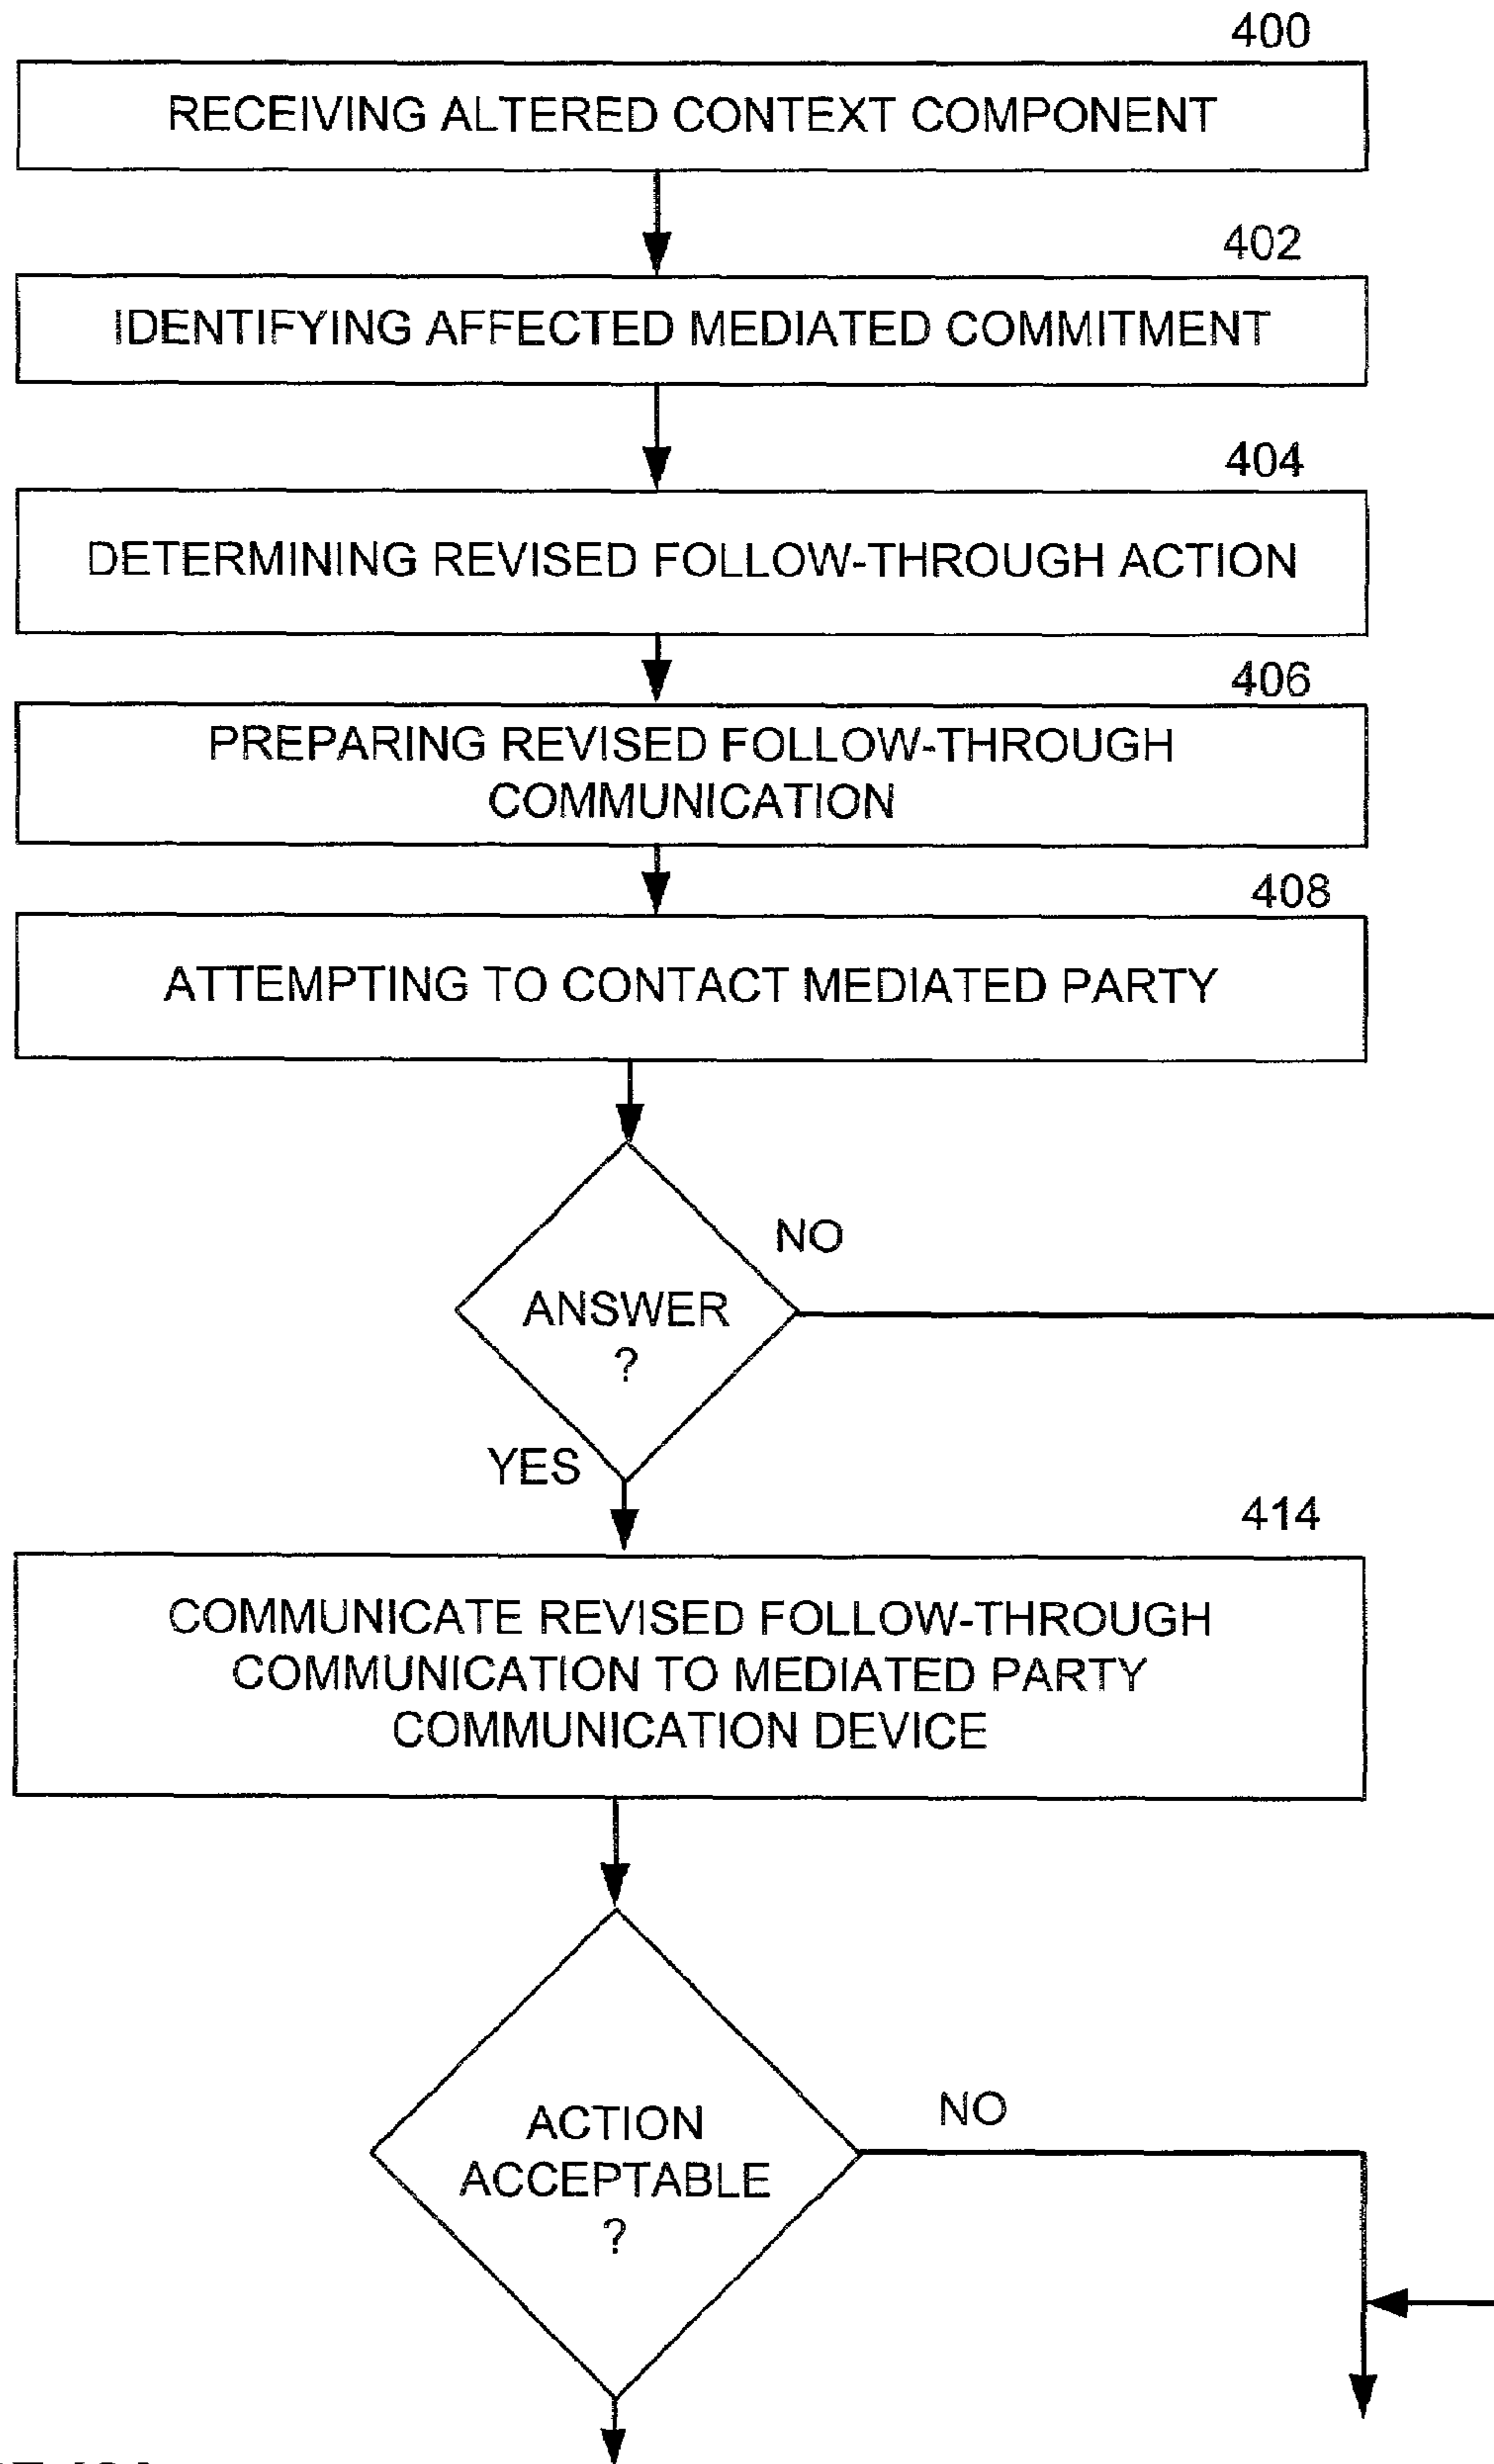 400
RECEIVING ALTERED CONTEXT COMPONENT
402
IDENTIFYING AFFECTED MEDIATED COMMITMENT
404
DETERMINING REVISED FOLLOW-THROUGH ACTION
406
PREPARING REVISED FOLLOW-THROUGH
COMMUNICATION
408
ATTEMPTING TO CONTACT MEDIATED PARTY
NO
ANSWER
?
YES
414
COMMUNICATE REVISED FOLLOW-THROUGH
COMMUNICATION TO MEDIATED PARTY
COMMUNICATION DEVICE
NO
ACTION
ACCEPTABLE
?